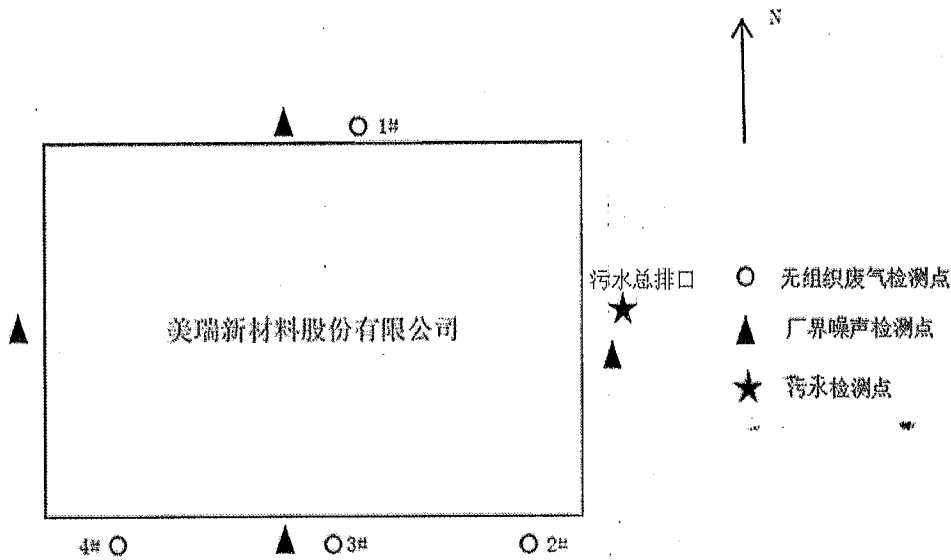 N
1#
污水总排口
无组织废气检测点
美瑞新材料股份有限公司
厂界噪声检测点
污水检测点
4#
3#
2#